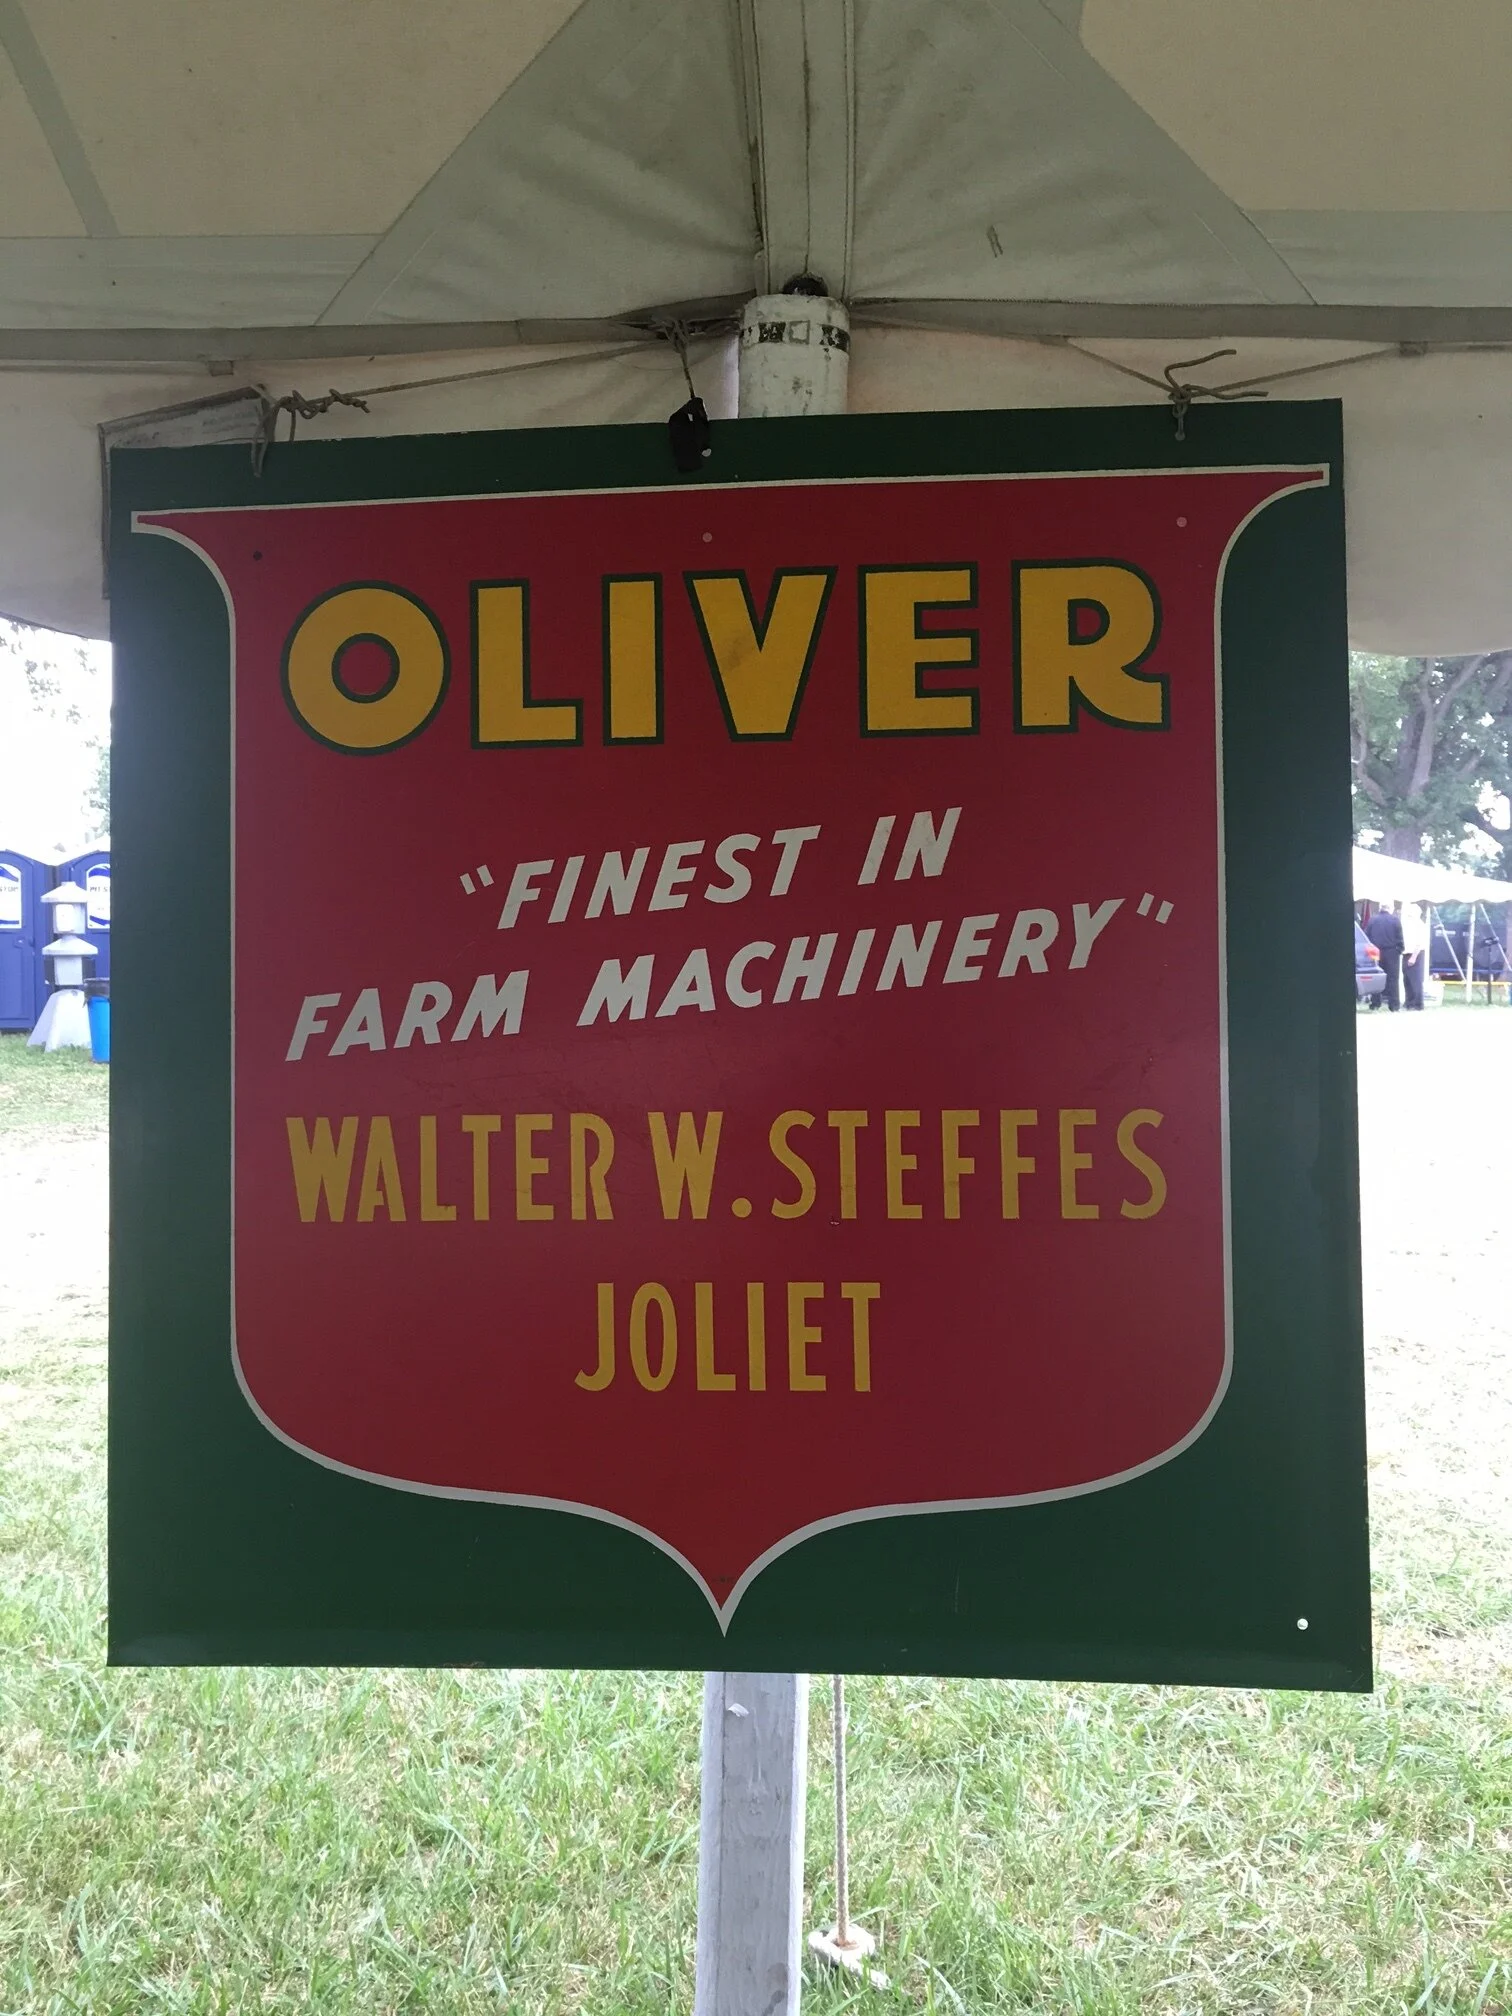 OLIVER
"FINEST IN
FARM MACHINERY"
WALTER W. STEFFES
JOLIET